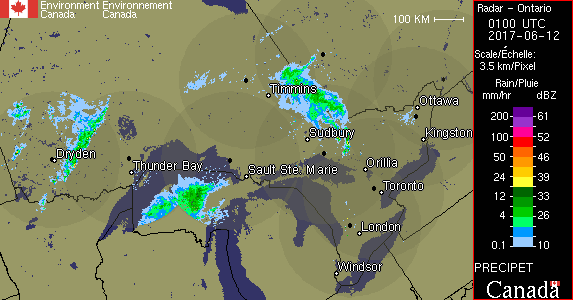 Environment Environnement
Canada Canada
100 KM
Timmins
Ottawa
Sudbury
Kingston
Dryden
Thunder Bay
Sault Ste. Marie
Orillia
Toronto
London
Windsor
Radar - Ontario
0100 UTC
2017-06-12
Scale/Échelle:
3.5 km/Pixel
Rain/Pluie
mm/hr dBZ
200 61
100 52
50 46
24 39
12 33
4 26
0.1 10
PRECIPET
Canada